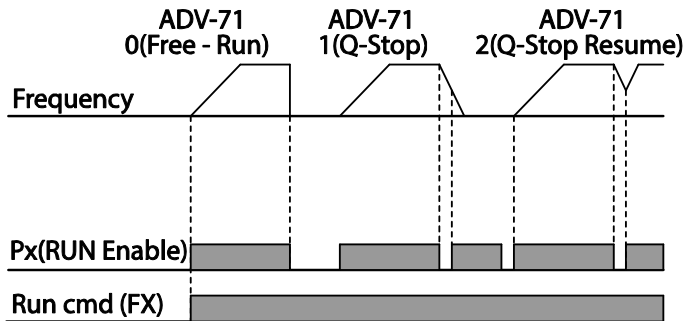 ADV-71
0(Free - Run)
ADV-71
1(Q-Stop)
ADV-71
2(Q-Stop Resume)
Frequency
Px(RUN Enable)
Run cmd (FX)